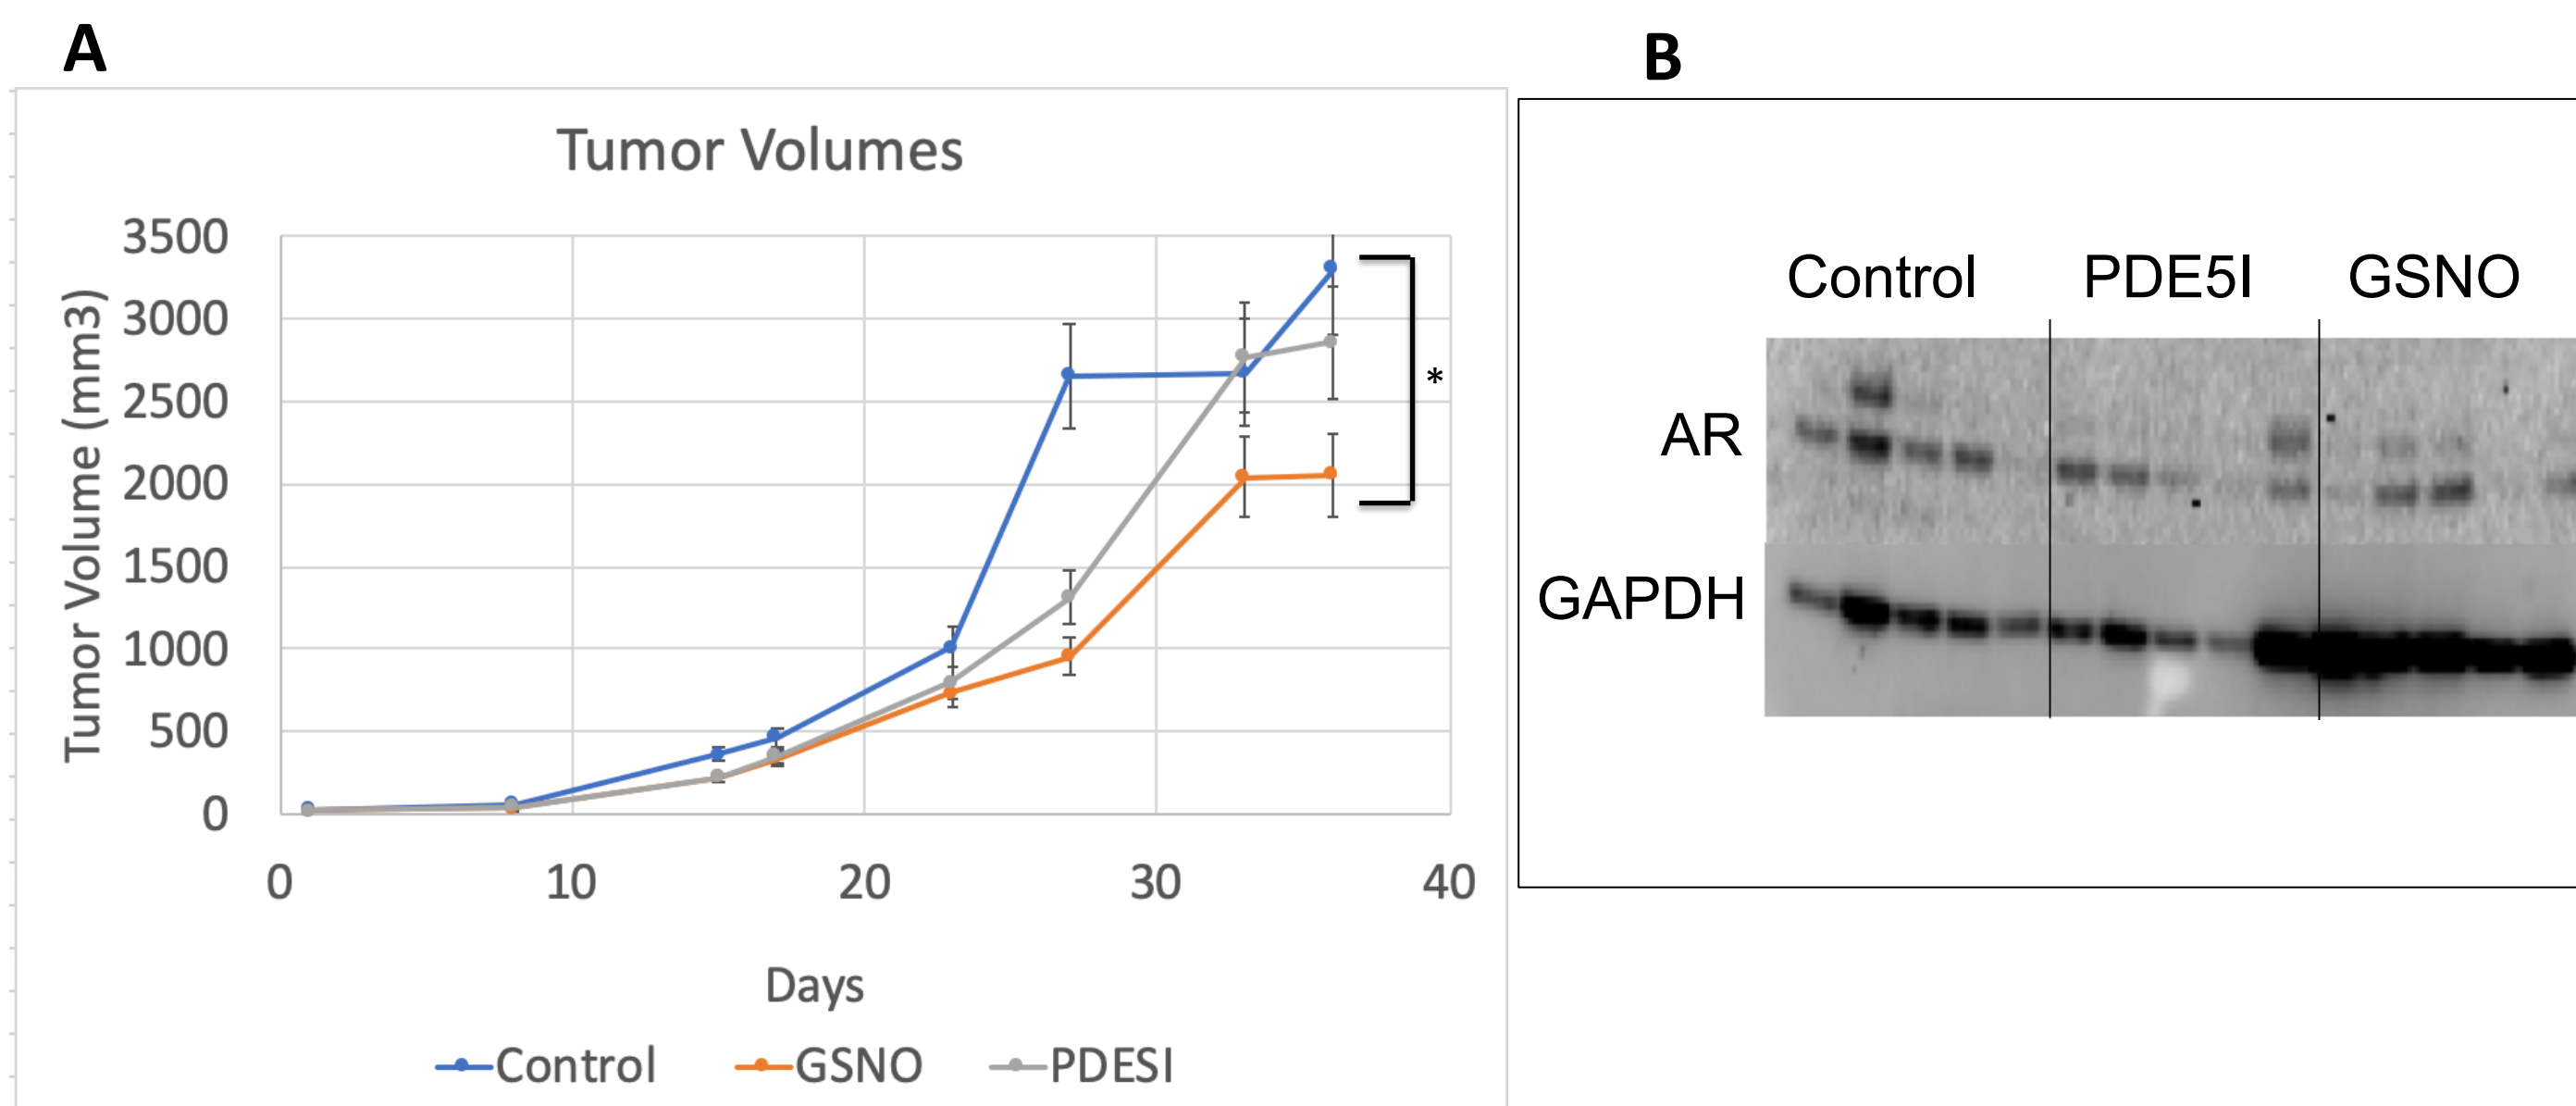 A
Tumor Volumes
Tumor Volume (mm3)
3500
3000
2500
2000
1500
1000
500
0
0 10 20 30 40
*
Days
Control GSNO PDESI
B
Control PDE5I GSNO
AR
GAPDH